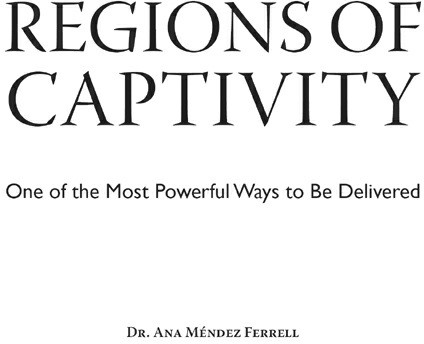 REGIONS OF
CAPTIVITY
One of the Most Powerful Ways to Be Delivered
Dr. Ana Méndez Ferrell